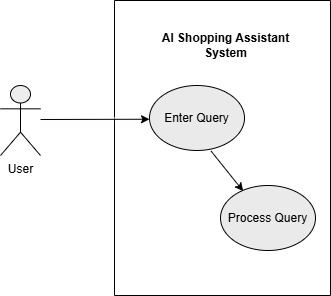 AI Shopping Assistant
System
Enter Query
User
Process Query